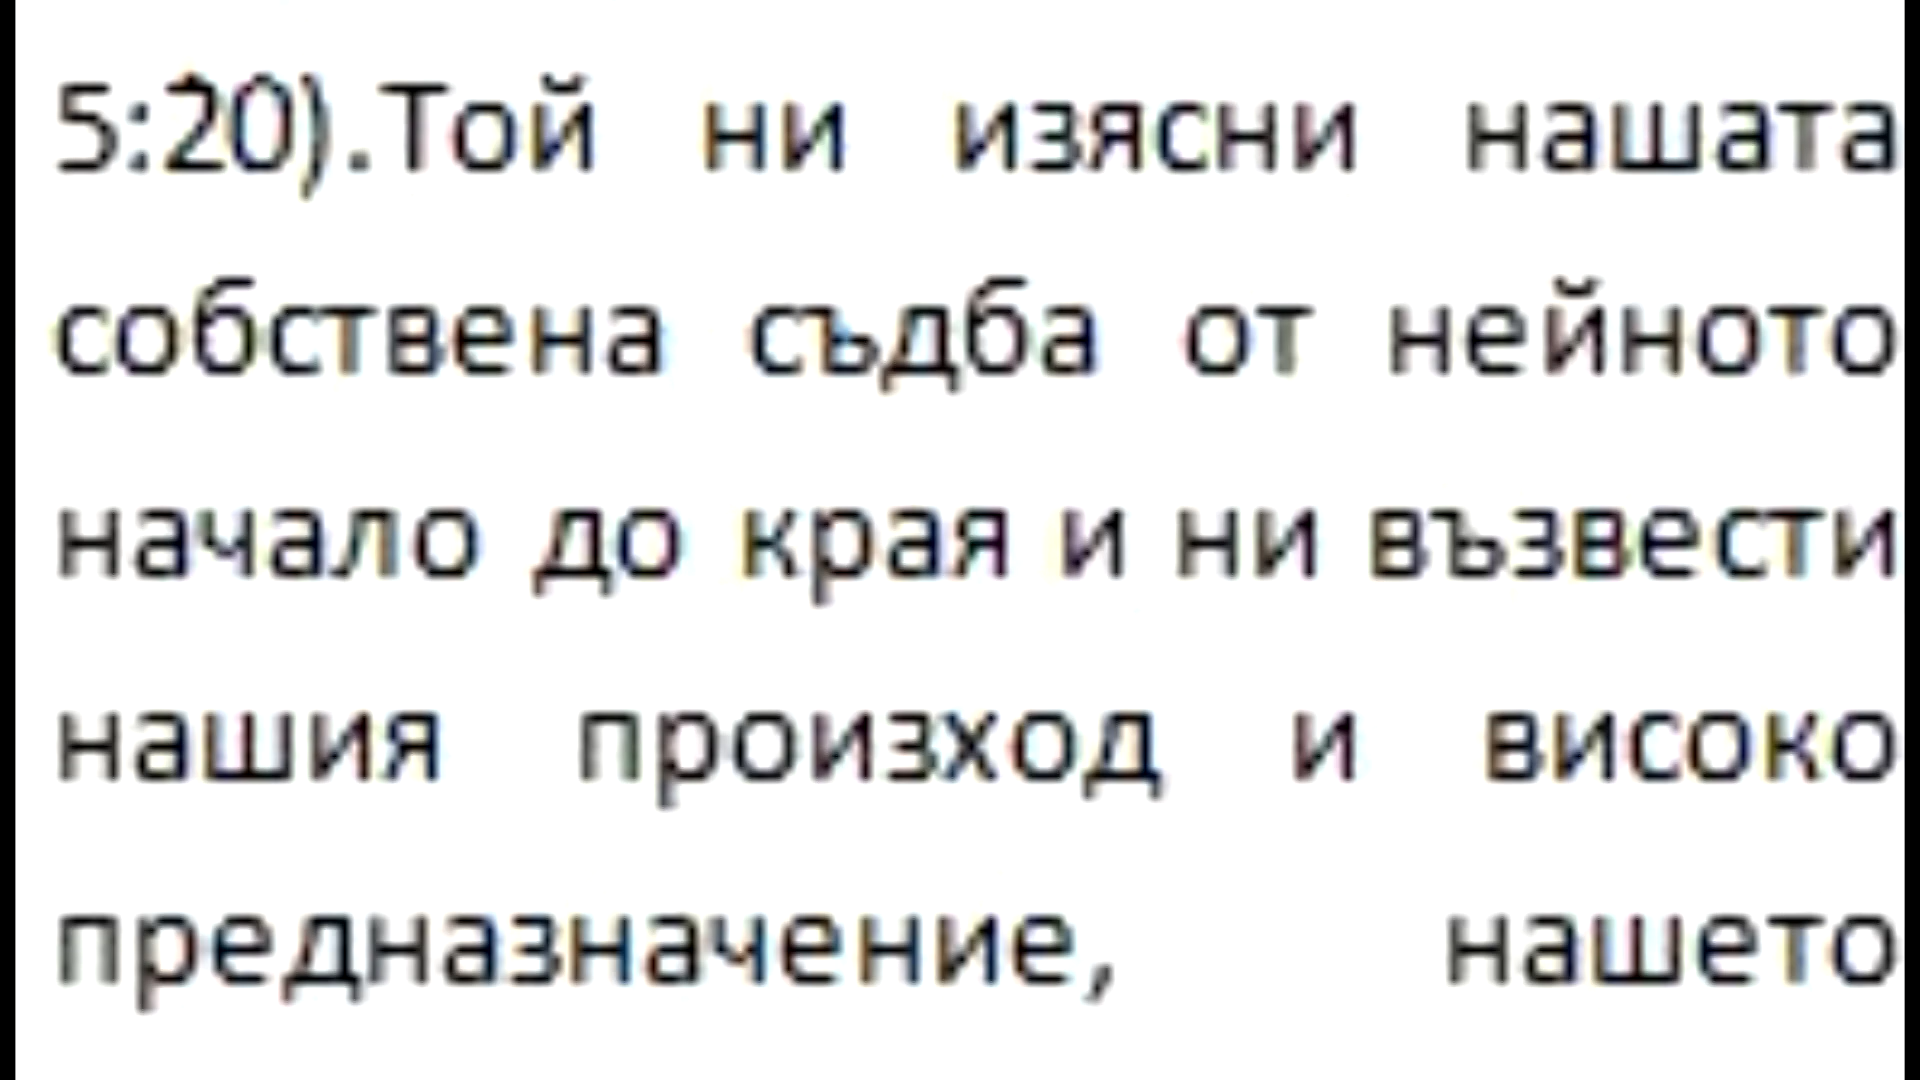 5:20).Той ни изясни нашата
собствена съдба от нейното
начало до края и ни възвести
нашия произход и високо
предназначение, нашето